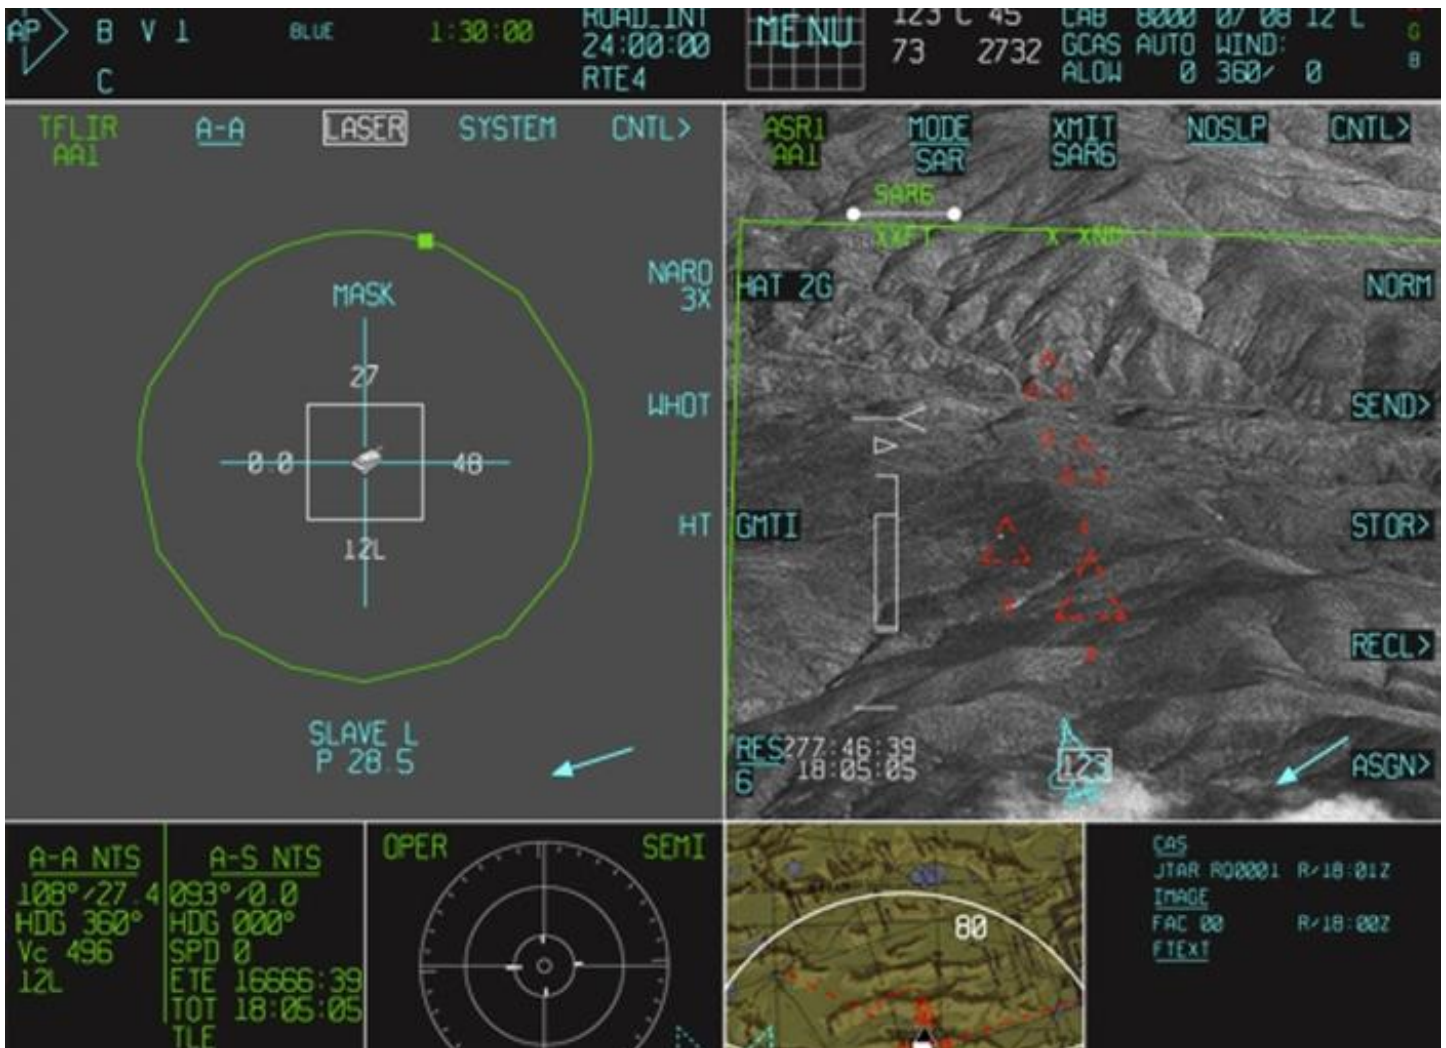 AP B V 1 BLUE 1:30:00 ROAD_INT MENU 123 C 45 CAB 8000 07 08 12 L
24:00:00 73 2732 GCAS AUTO WIND: G
C RTE4 ALOW 0 360/ 0 B
TFLIR A-A LASER SYSTEM CNTL>
AA1
MASK
NARO
3X
27
WHOT
0.0 48
12L
HT
SLAVE L
P 28.5
ASR1 MODE XMIT NOSLP CNTL>
AA1 SAR SAR6
SAR6
XXFT X XND
HAT 2G NORM
SEND>
GMTI STOR>
RECL>
RES 277:46:39
6 18:05:05
123
ASGN>
A-A NTS
108°/27.4
HDG 360°
Vc 496
12L
A-S NTS
093°/0.0
HDG 000°
SPD 0
ETE 16666:39
TOT 18:05:05
TLE
OPER SEMI
80
CAS
JTAR RQ0001 R/18:01Z
IMAGE
FAC 00 R/18:00Z
FTEXT